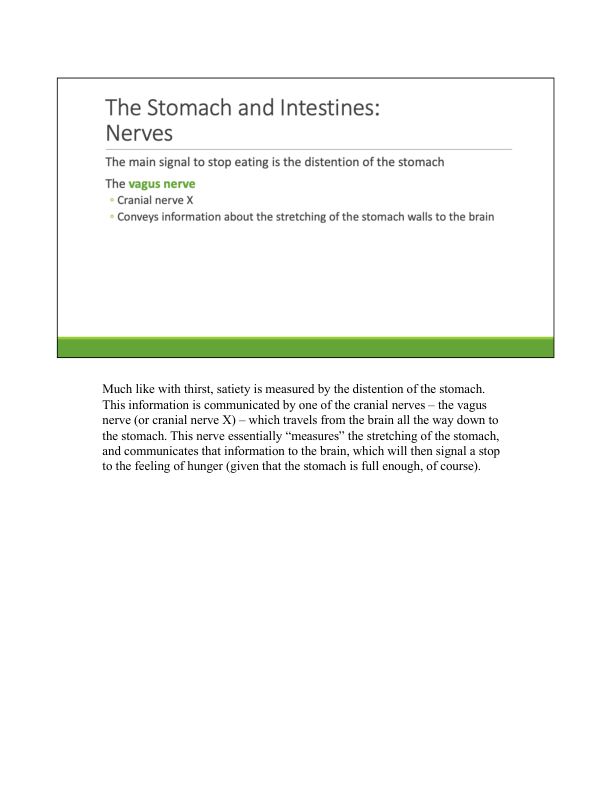 The Stomach and Intestines:
Nerves
The main signal to stop eating is the distention of the stomach
The vagus nerve
◦ Cranial nerve X
◦ Conveys information about the stretching of the stomach walls to the brain
Much like with thirst, satiety is measured by the distention of the stomach.
This information is communicated by one of the cranial nerves – the vagus
nerve (or cranial nerve X) – which travels from the brain all the way down to
the stomach. This nerve essentially “measures” the stretching of the stomach,
and communicates that information to the brain, which will then signal a stop
to the feeling of hunger (given that the stomach is full enough, of course).